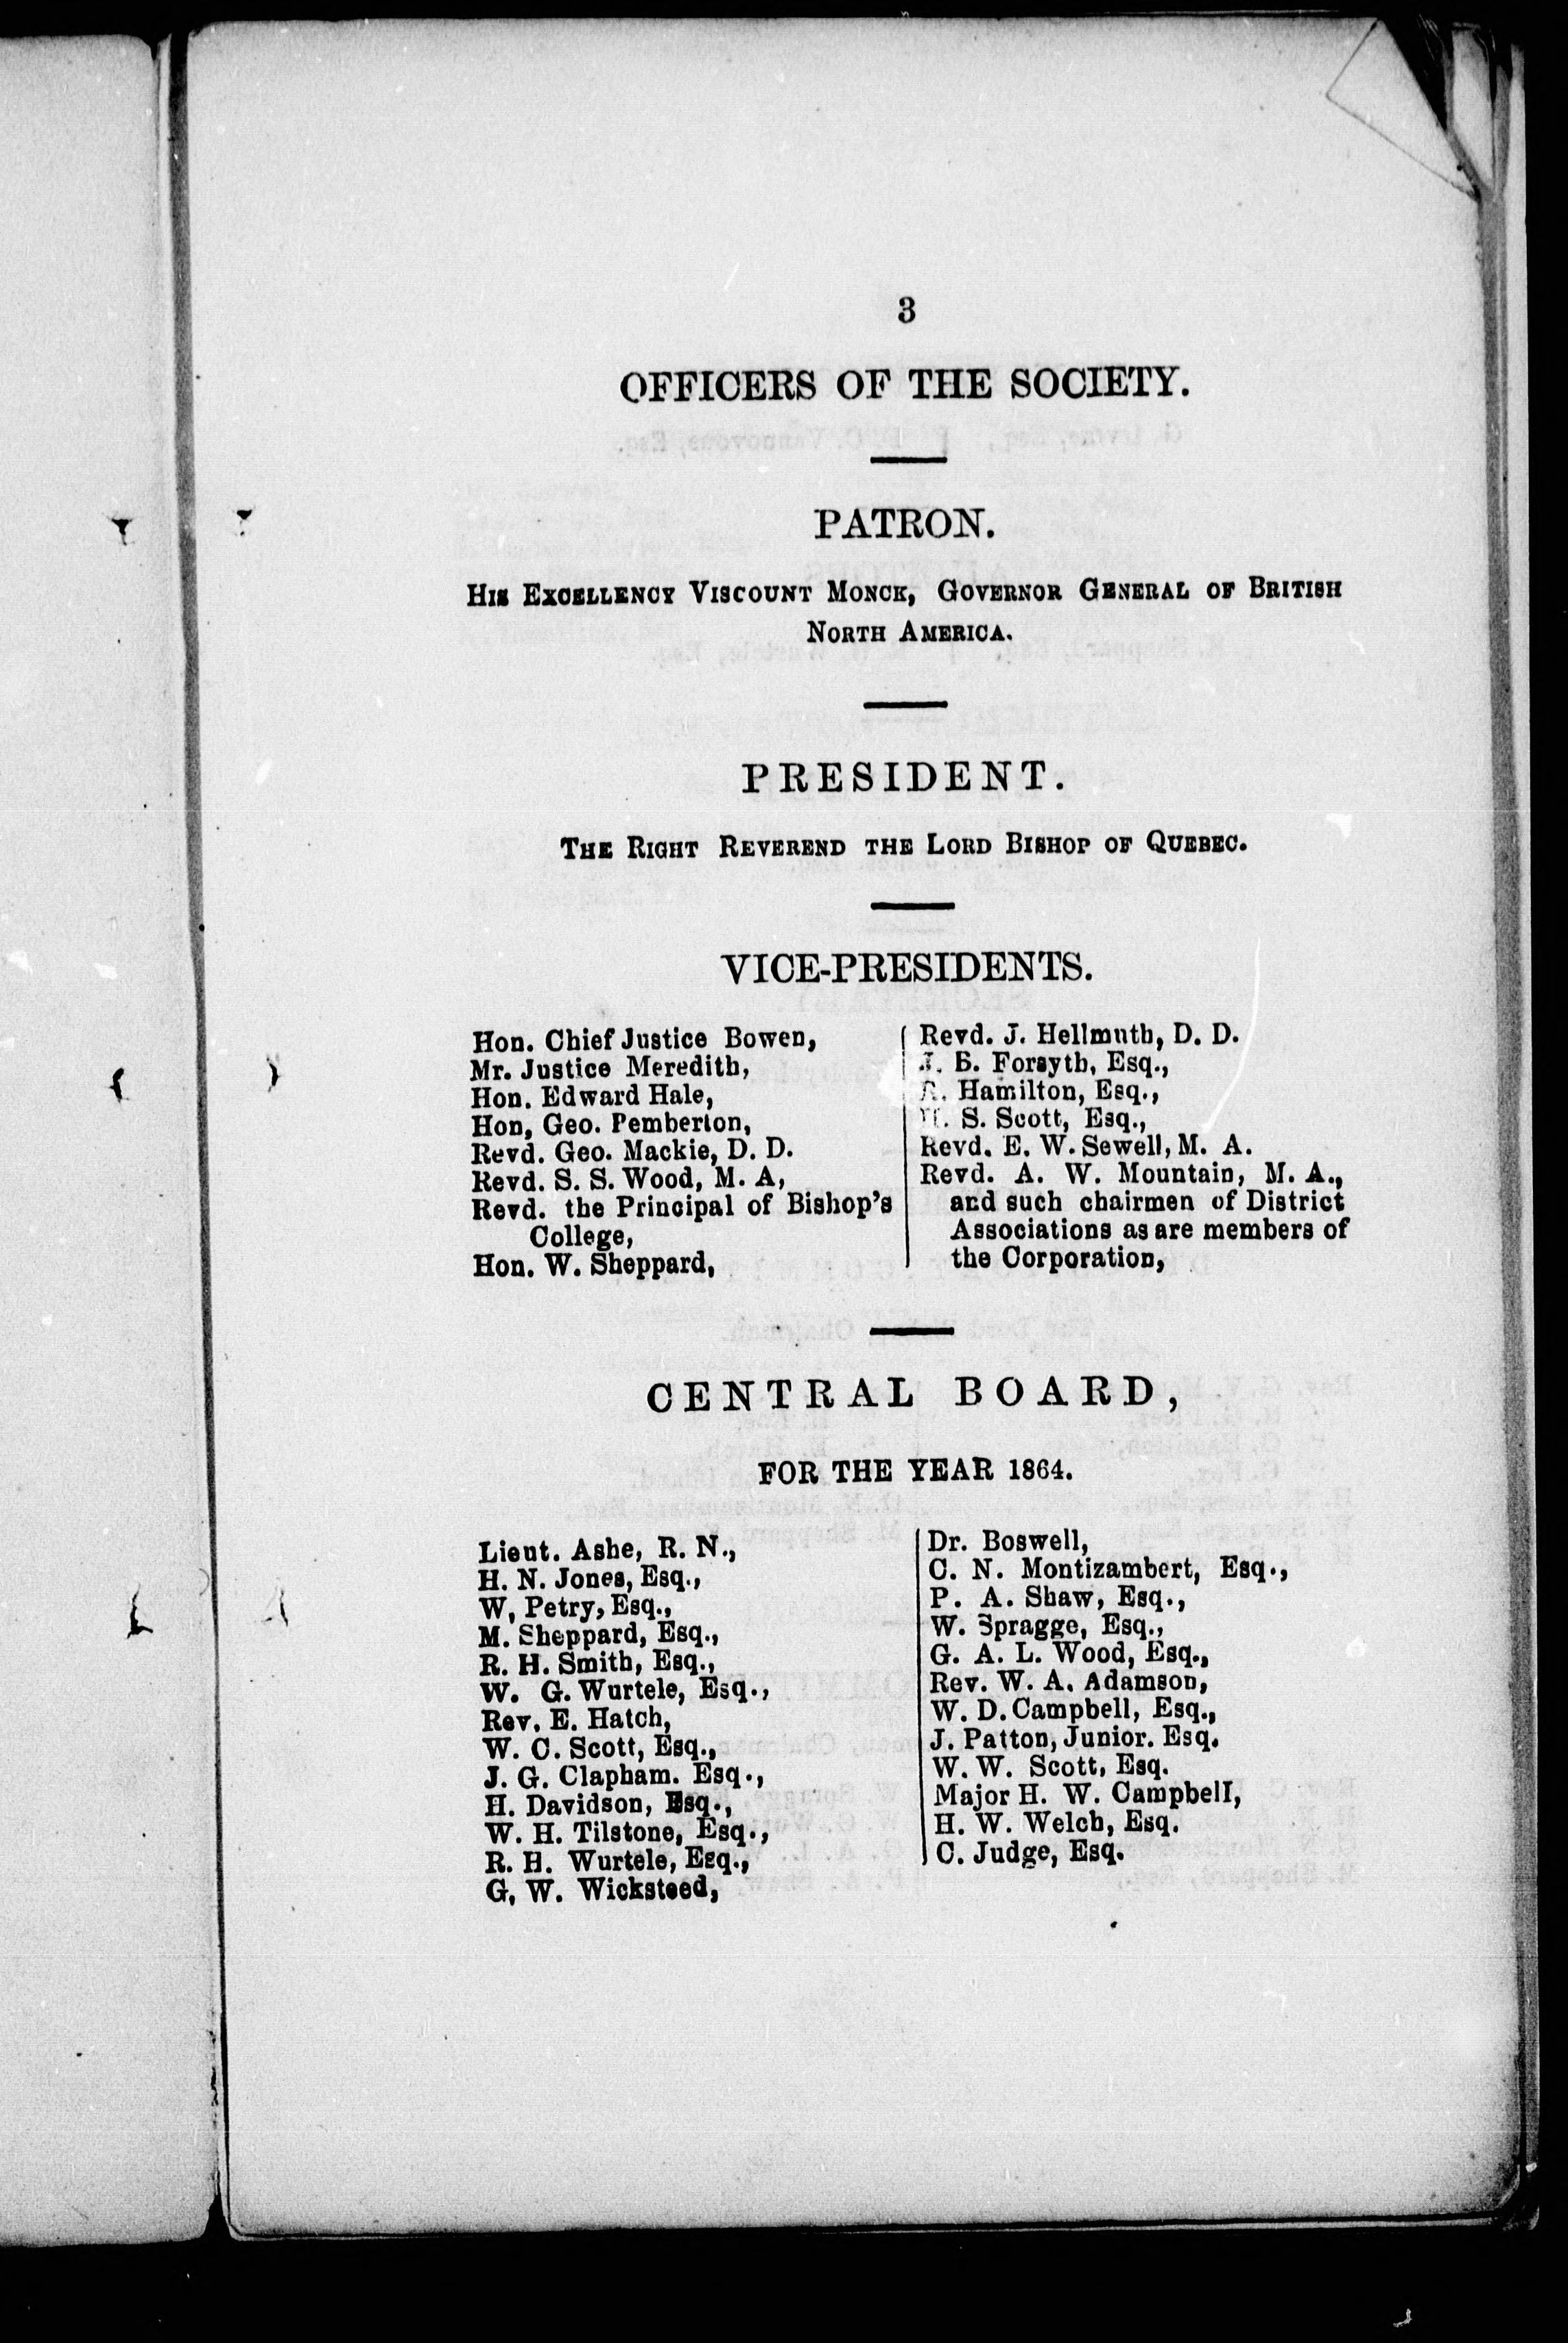 3
OFFICERS OF THE SOCIETY.
PATRON.
HIS EXCELLENCY VISCOUNT MONCK, GOVERNOR GENERAL OF BRITISH
NORTH AMERICA.
PRESIDENT.
THE RIGHT REVEREND THE LORD BISHOP OF QUEBEC.
VICE-PRESIDENTS.
Hon. Chief Justice Bowen,
Mr. Justice Meredith,
Hon. Edward Hale,
Hon, Geo. Pemberton,
Revd. Geo. Mackie, D. D.
Revd. S. S. Wood, M. A,
Revd. the Principal of Bishop's
College,
Hon. W. Sheppard,
Revd. J. Hellmuth, D. D.
J. B. Forsyth, Esq.,
R. Hamilton, Esq.,
S. Scott, Esq.,
Revd. E. W. Sewell, M. A.
Revd. A. W. Mountain, M. A.,
and such chairmen of District
Associations as are members of
the Corporation,
CENTRAL BOARD,
FOR THE YEAR 1864.
Lieut. Ashe, R. N.,
H. N. Jones, Esq.,
W, Petry, Esq.,
M. Sheppard, Esq.,
R. H. Smith, Esq.,
W. G. Wurtele, Esq.,
Rev. E. Hatch,
W. C. Scott, Esq.,
J. G. Clapham. Esq.,
H. Davidson, Esq.,
W. H. Tilstone, Esq.,
R. H. Wurtele, Esq.,
G, W. Wicksteed,
Dr. Boswell,
C. N. Montizambert, Esq.,
P. A. Shaw, Esq.,
W. Spragge, Esq.,
G. A. L. Wood, Esq.,
Rev. W. A. Adamson,
W. D. Campbell, Esq.,
J. Patton, Junior. Esq.
W. W. Scott, Esq.
Major H. W. Campbell,
H. W. Welch, Esq.
C. Judge, Esq.